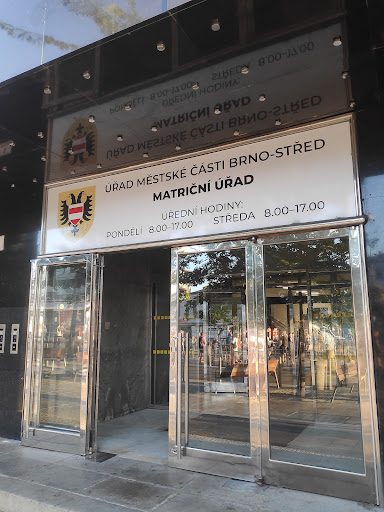 ÚŘAD MĚSTSKÉ ČÁSTI BRNO-STŘED
MATRIČNÍ ÚŘAD
ÚŘEDNÍ HODINY:
PONDĚLÍ 8.00–17.00 STŘEDA 8.00–17.00